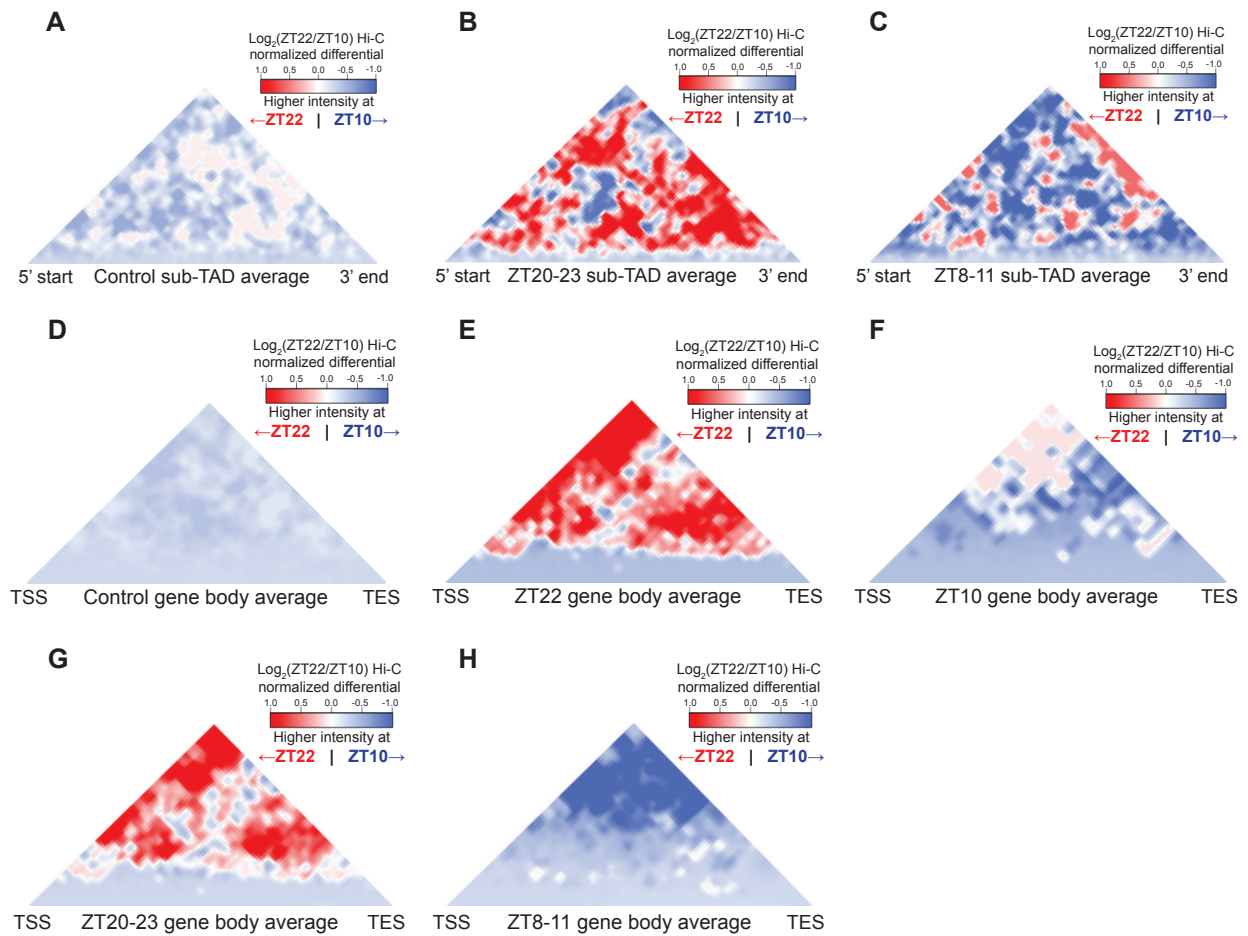 A
Log₂(ZT22/ZT10) Hi-C
normalized differential
1.0 0.5 0.0 -0.5 -1.0
Higher intensity at
←ZT22 | ZT10→
5' start Control sub-TAD average 3' end
B
Log₂(ZT22/ZT10) Hi-C
normalized differential
1.0 0.5 0.0 -0.5 -1.0
Higher intensity at
←ZT22 | ZT10→
5' start ZT20-23 sub-TAD average 3' end
C
Log₂(ZT22/ZT10) Hi-C
normalized differential
1.0 0.5 0.0 -0.5 -1.0
Higher intensity at
←ZT22 | ZT10→
5' start ZT8-11 sub-TAD average 3' end
D
Log₂(ZT22/ZT10) Hi-C
normalized differential
1.0 0.5 0.0 -0.5 -1.0
Higher intensity at
←ZT22 | ZT10→
TSS Control gene body average TES
E
Log₂(ZT22/ZT10) Hi-C
normalized differential
1.0 0.5 0.0 -0.5 -1.0
Higher intensity at
←ZT22 | ZT10→
TSS ZT22 gene body average TES
F
Log₂(ZT22/ZT10) Hi-C
normalized differential
1.0 0.5 0.0 -0.5 -1.0
Higher intensity at
←ZT22 | ZT10→
TSS ZT10 gene body average TES
G
Log₂(ZT22/ZT10) Hi-C
normalized differential
1.0 0.5 0.0 -0.5 -1.0
Higher intensity at
←ZT22 | ZT10→
TSS ZT20-23 gene body average TES
H
Log₂(ZT22/ZT10) Hi-C
normalized differential
1.0 0.5 0.0 -0.5 -1.0
Higher intensity at
←ZT22 | ZT10→
TSS ZT8-11 gene body average TES